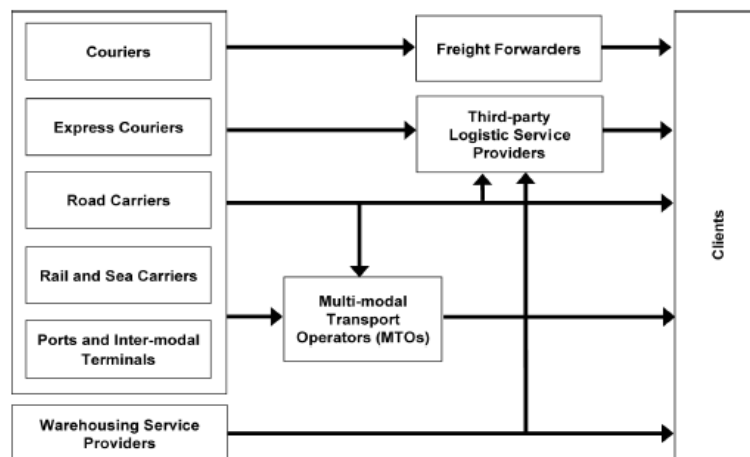 Couriers
Freight Forwarders
Express Couriers
Third-party
Logistic Service
Providers
Road Carriers
Rail and Sea Carriers
Multi-modal
Transport
Operators (MTOs)
Ports and Inter-modal
Terminals
Warehousing Service
Providers
Clients